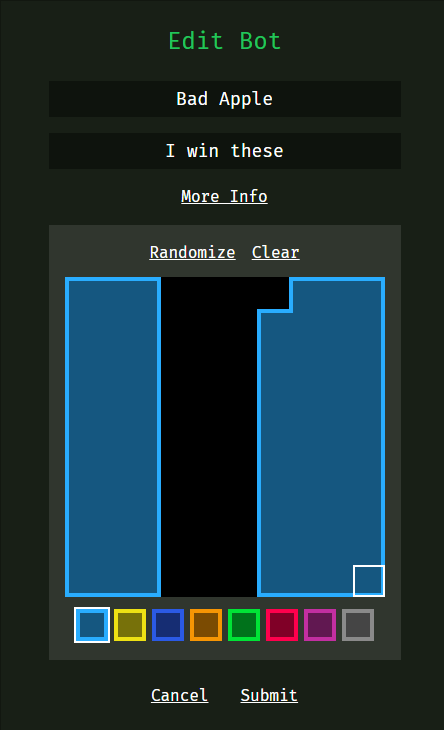 Edit Bot
Bad Apple
I win these
More Info
Randomize Clear
Cancel Submit